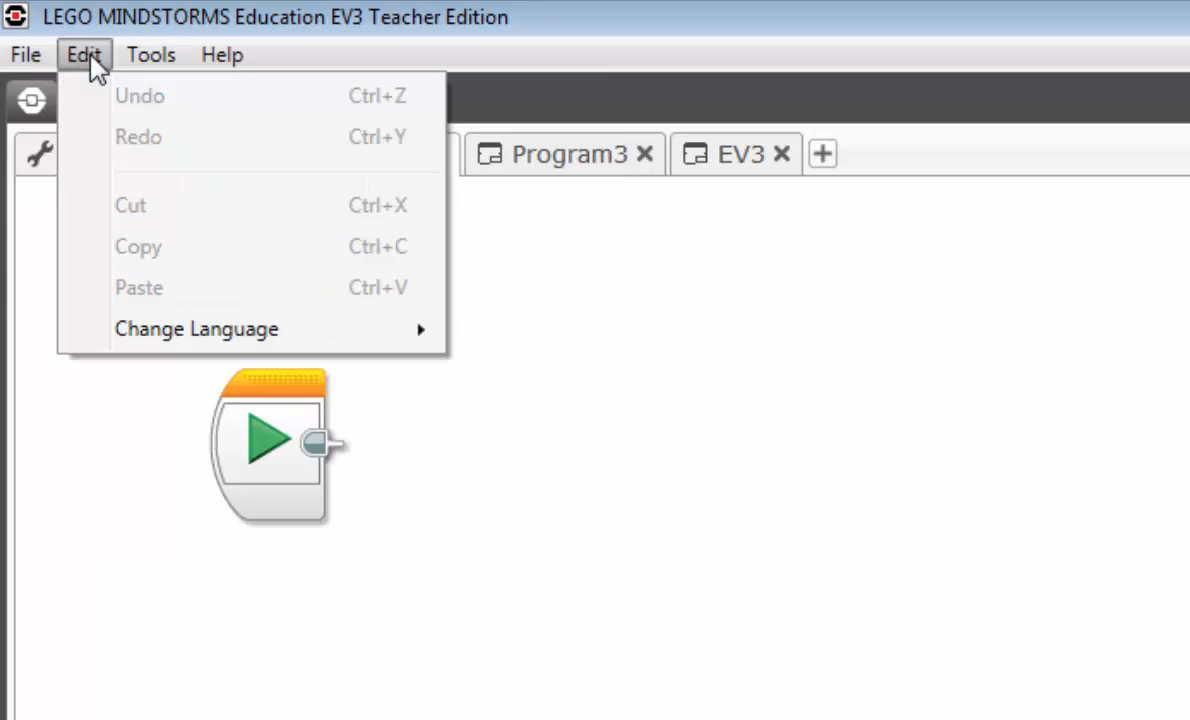 LEGO MINDSTORMS Education EV3 Teacher Edition
File Edit Tools Help
Undo Ctrl+Z
Redo Ctrl+Y
Program3 EV3
Cut Ctrl+X
Copy Ctrl+C
Paste Ctrl+V
Change Language